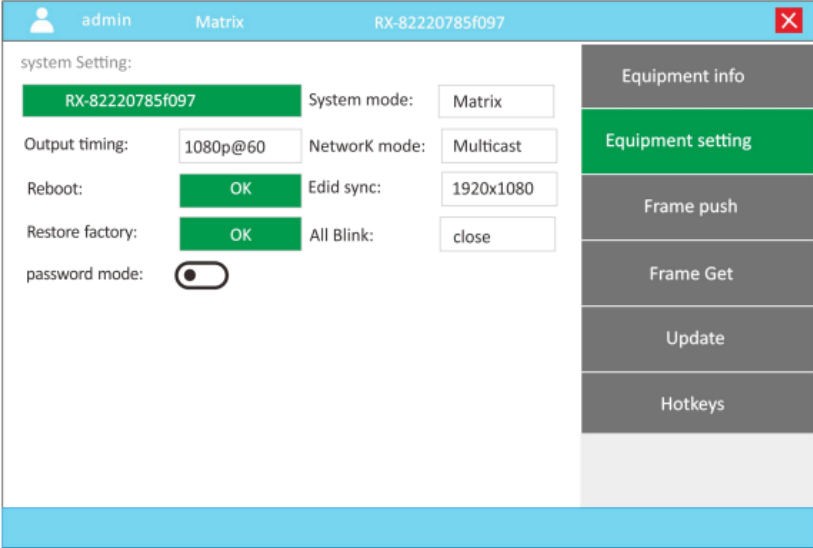 admin Matrix RX-82220785f097
system Setting:
RX-82220785f097 System mode: Matrix
Output timing: 1080p@60 NetworK mode: Multicast
Reboot: OK Edid sync: 1920x1080
Restore factory: OK All Blink: close
password mode:
Equipment info
Equipment setting
Frame push
Frame Get
Update
Hotkeys